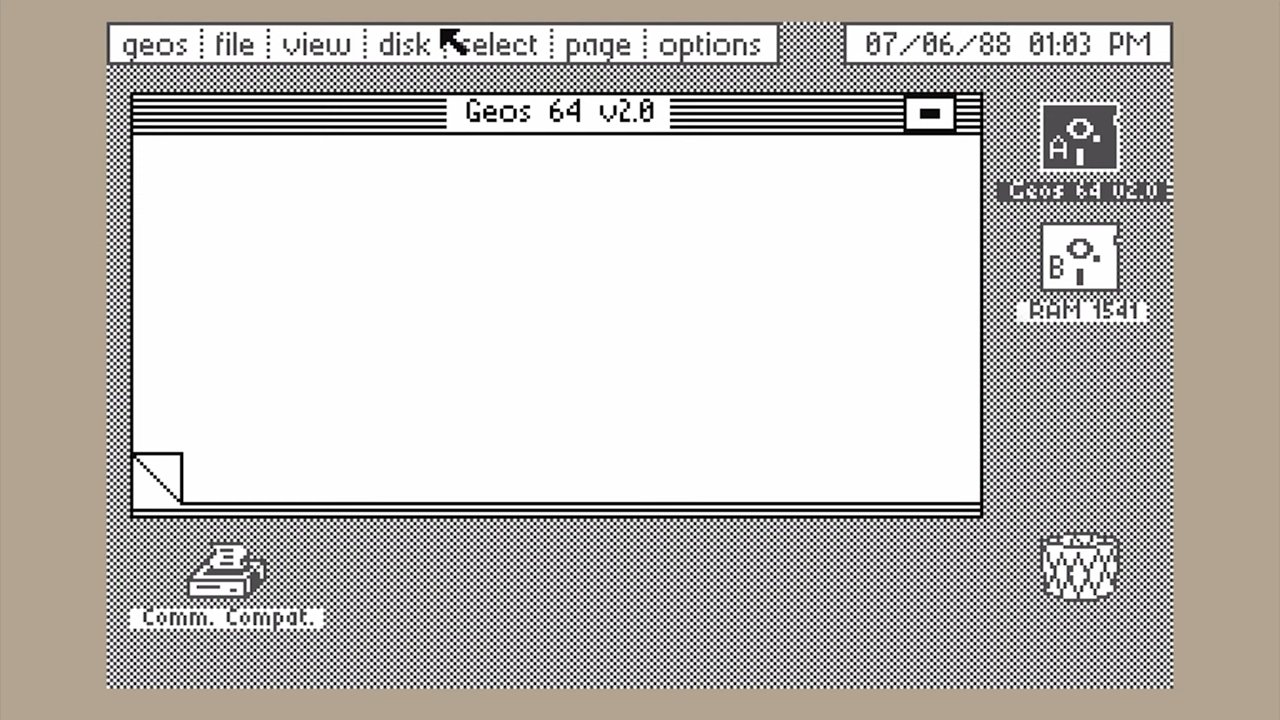 geos file view disk select page options 07/06/88 01:03 PM
Geos 64 v2.0
A
Geos 64 v2.0
B
RAM 1541
Comm. Compat.